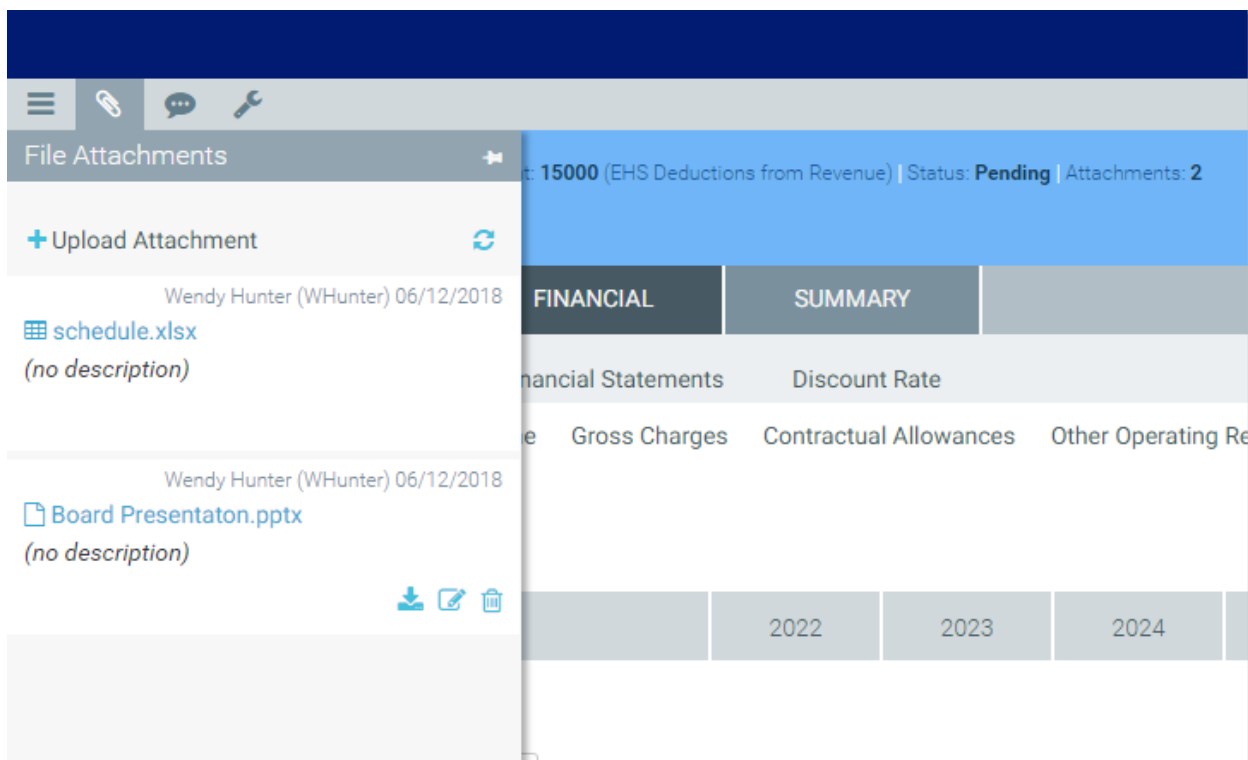 File Attachments
t: 15000 (EHS Deductions from Revenue) | Status: Pending | Attachments: 2
Upload Attachment
Wendy Hunter (WHunter) 06/12/2018
schedule.xlsx
(no description)
Wendy Hunter (WHunter) 06/12/2018
Board Presentaton.pptx
(no description)
FINANCIAL SUMMARY
nancial Statements Discount Rate
e Gross Charges Contractual Allowances Other Operating Re
2022 2023 2024